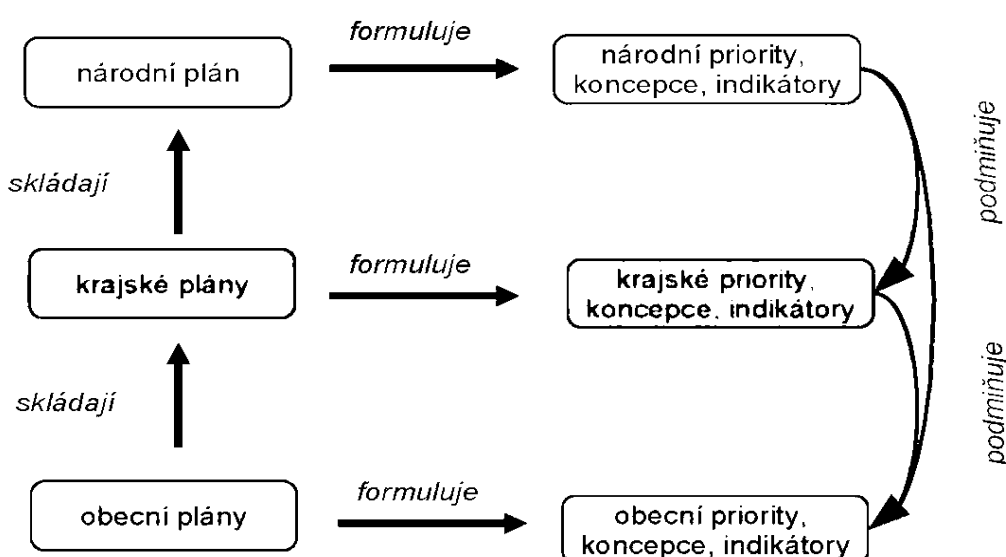 formuluje
národní plán
národní priority,
koncepce, indikátory
podmiňuje
skládají
formuluje
krajské plány
krajské priority,
koncepce, indikátory
podmiňuje
skládají
formuluje
obecní plány
obecní priority,
koncepce, indikátory